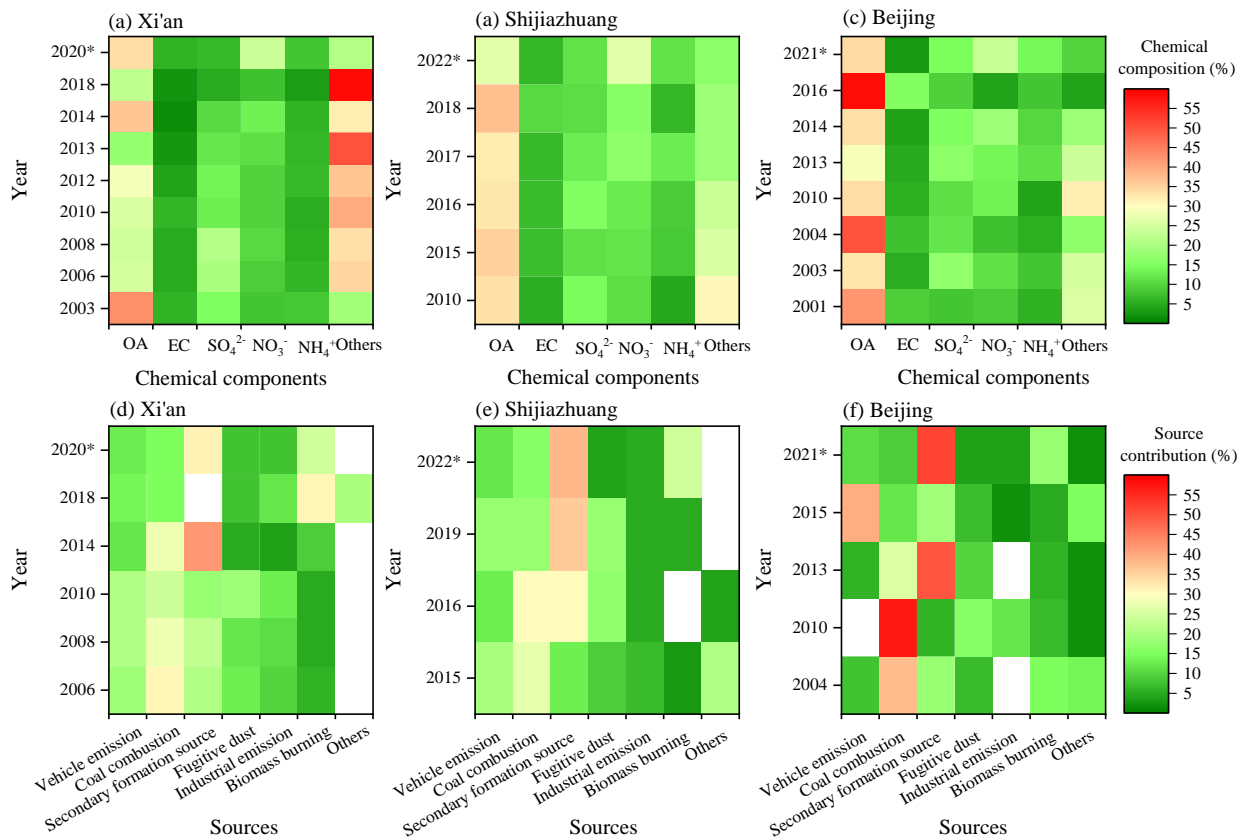 (a) Xi'an
2020*
2018
2014
2013
2012
2010
2008
2006
2003
Year
OA EC SO₄²⁻ NO₃⁻ NH₄⁺ Others
Chemical components
(a) Shijiazhuang
2022*
2018
2017
2016
2015
2010
Year
OA EC SO₄²⁻ NO₃⁻ NH₄⁺ Others
Chemical components
(c) Beijing
2021*
2016
2014
2013
2010
2004
2003
2001
Year
OA EC SO₄²⁻ NO₃⁻ NH₄⁺ Others
Chemical components
Chemical
composition (%)
55
50
45
40
35
30
25
20
15
10
5
(d) Xi'an
2020*
2018
2014
2010
2008
2006
Year
Vehicle emission
Coal combustion
Secondary formation source
Fugitive dust
Industrial emission
Biomass burning
Others
Sources
(e) Shijiazhuang
2022*
2019
2016
2015
Year
Vehicle emission
Coal combustion
Secondary formation source
Fugitive dust
Industrial emission
Biomass burning
Others
Sources
(f) Beijing
2021*
2015
2013
2010
2004
Year
Vehicle emission
Coal combustion
Secondary formation source
Fugitive dust
Industrial emission
Biomass burning
Others
Sources
Source
contribution (%)
55
50
45
40
35
30
25
20
15
10
5